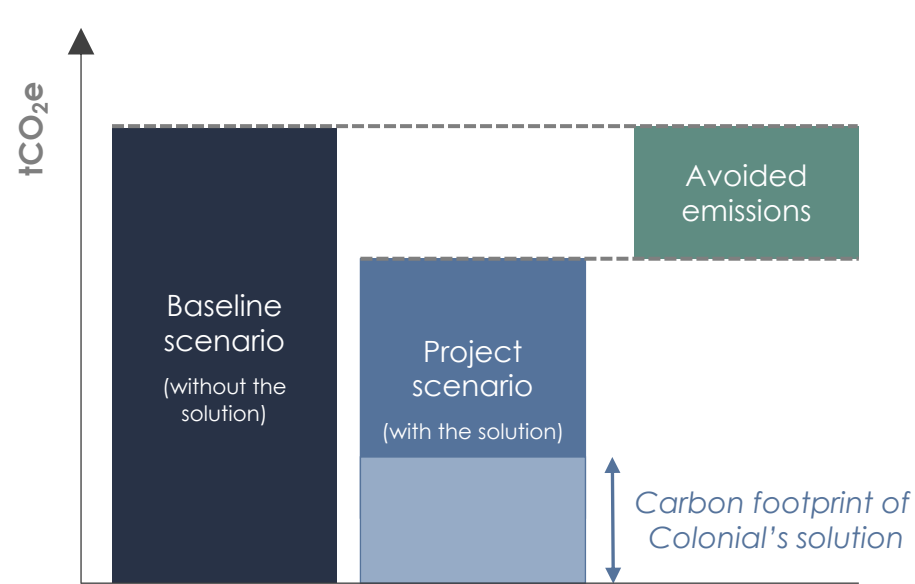 tCO₂e
Baseline
scenario
(without the
solution)
Project
scenario
(with the solution)
Avoided
emissions
Carbon footprint of
Colonial's solution